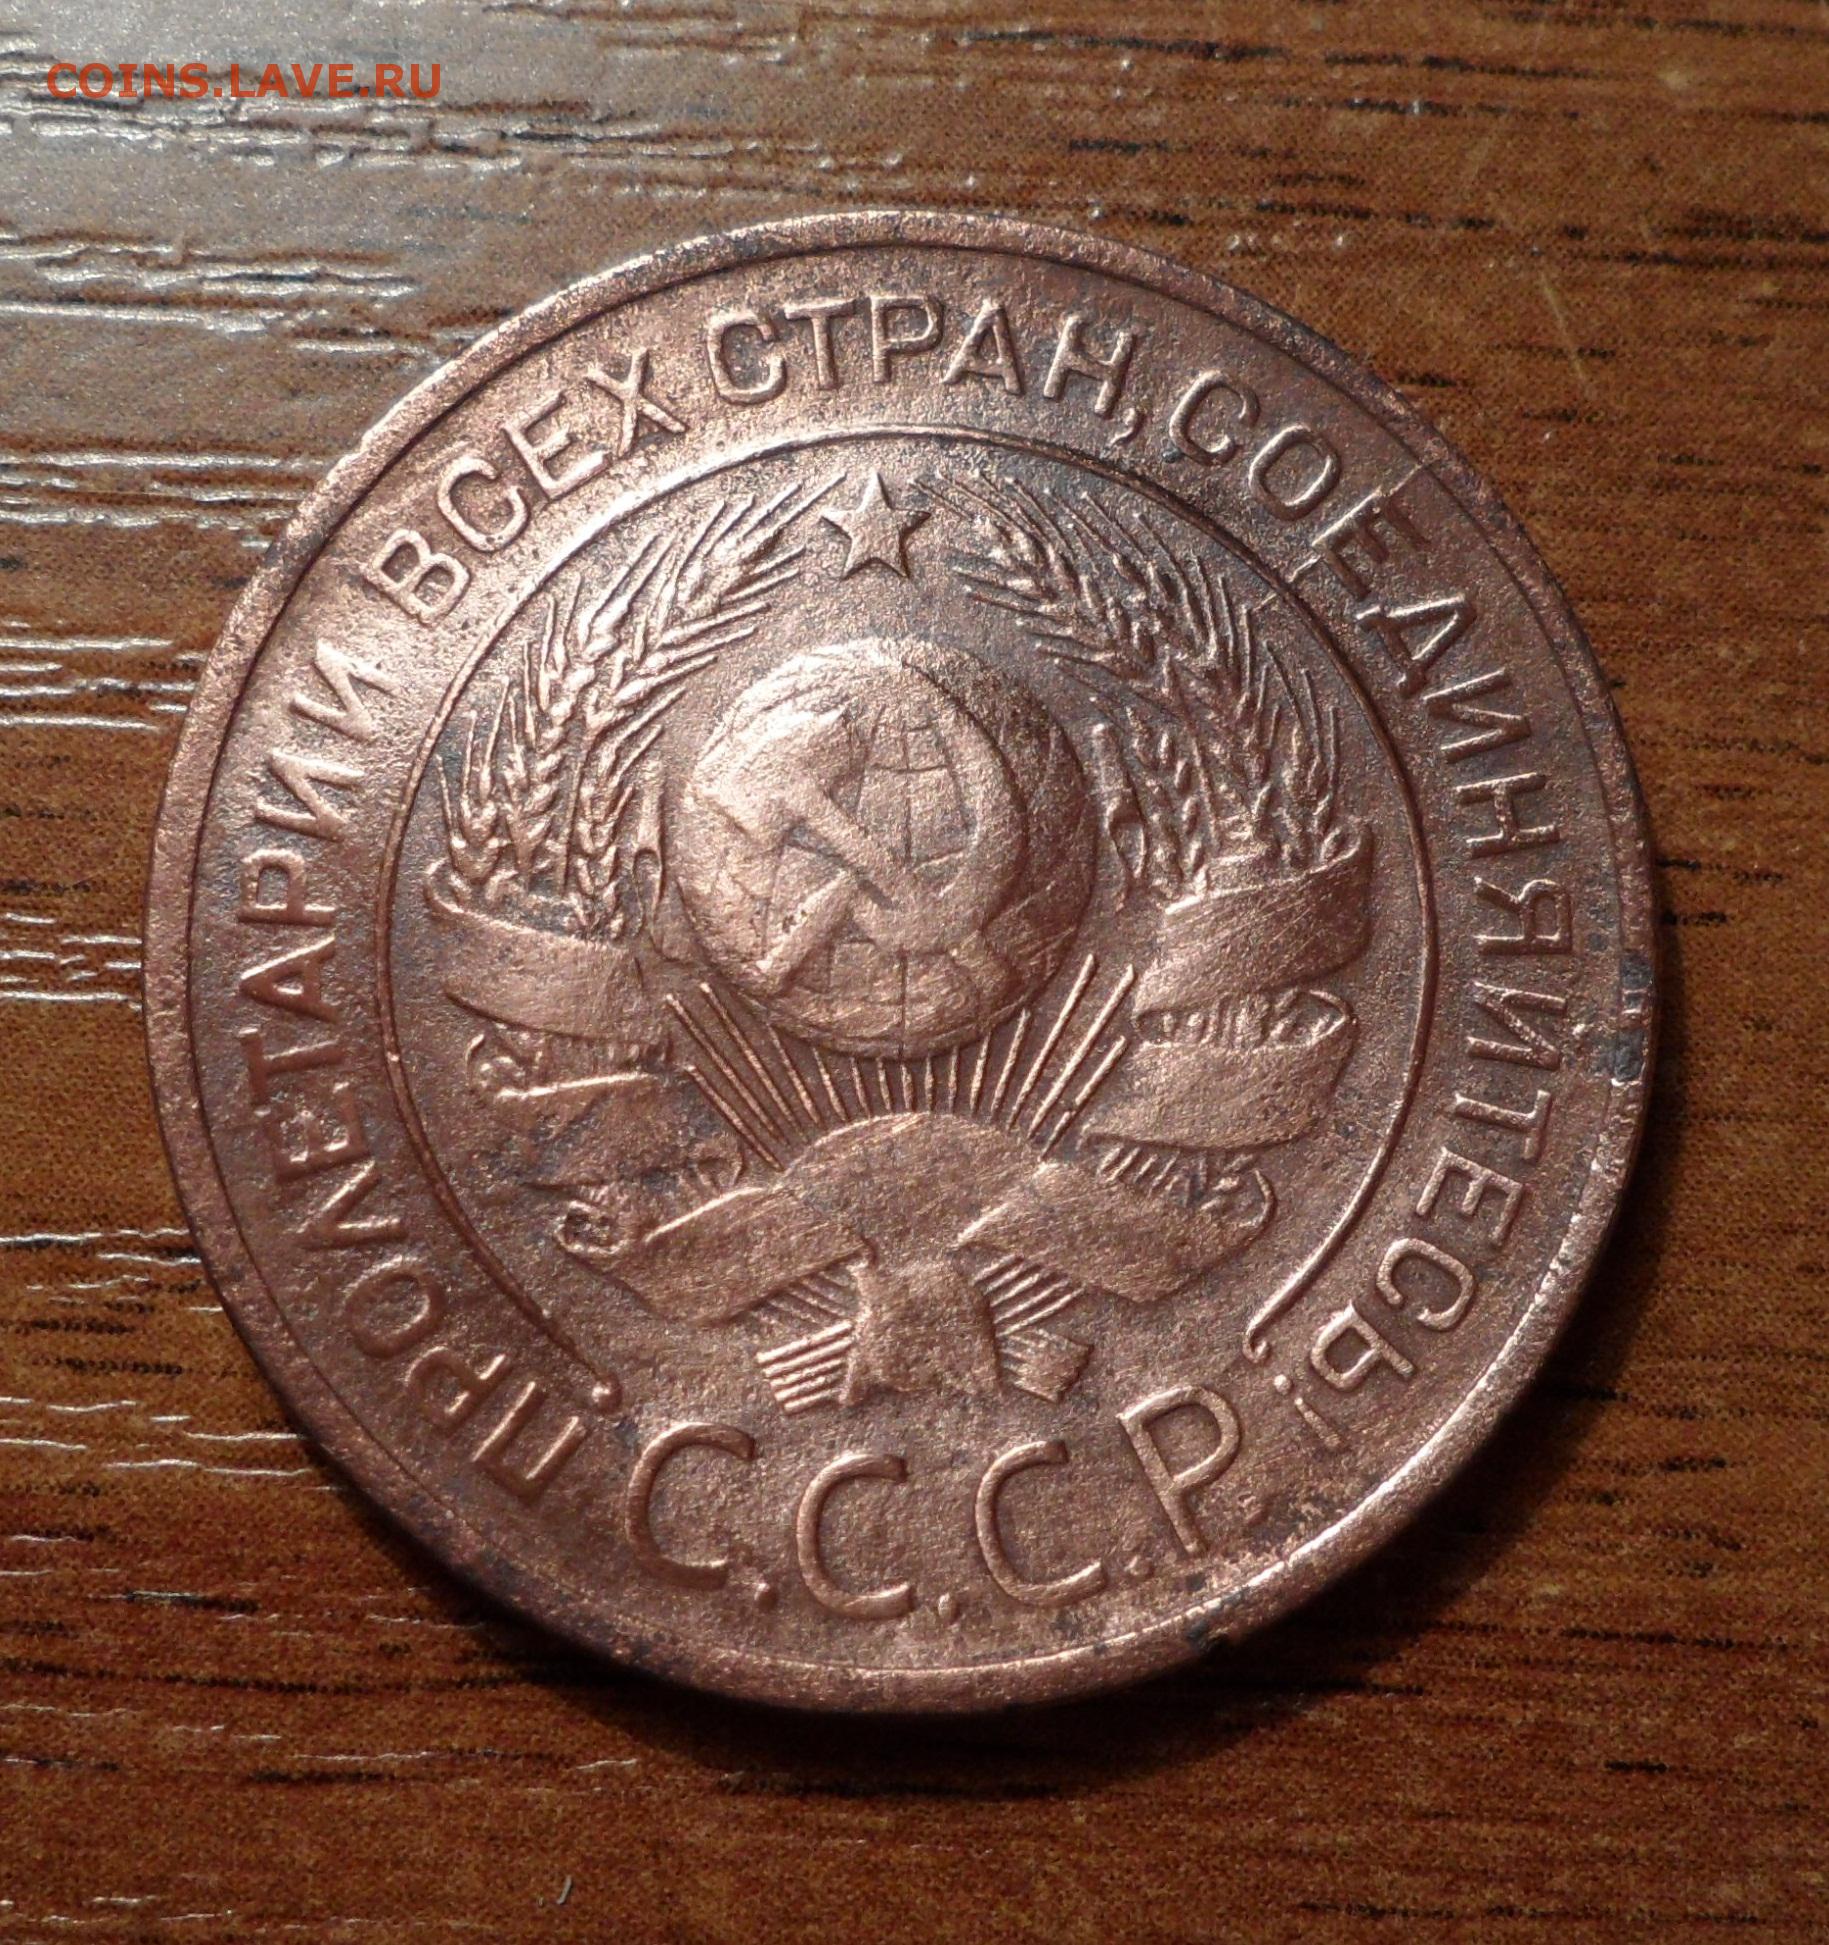 COINS.LAVE.RU
ПРОЛЕТАРИИ ВСЕХ СТРАН, СОЕДИНЯЙТЕСЬ!
С.С.С.Р.